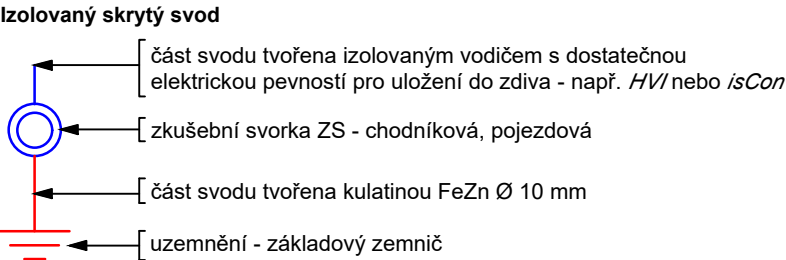 Izolovaný skrytý svod
část svodu tvořena izolovaným vodičem s dostatečnou
elektrickou pevností pro uložení do zdiva - např. HVI nebo isCon
zkušební svorka ZS - chodníková, pojezdová
část svodu tvořena kulatinou FeZn Ø 10 mm
uzemnění - základový zemnič